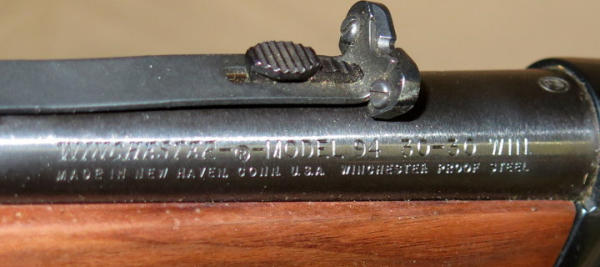 WINCHESTER-®-MODEL 94 30-30 WIN
MADE IN NEW HAVEN, CONN. U.S.A. WINCHESTER PROOF STEEL